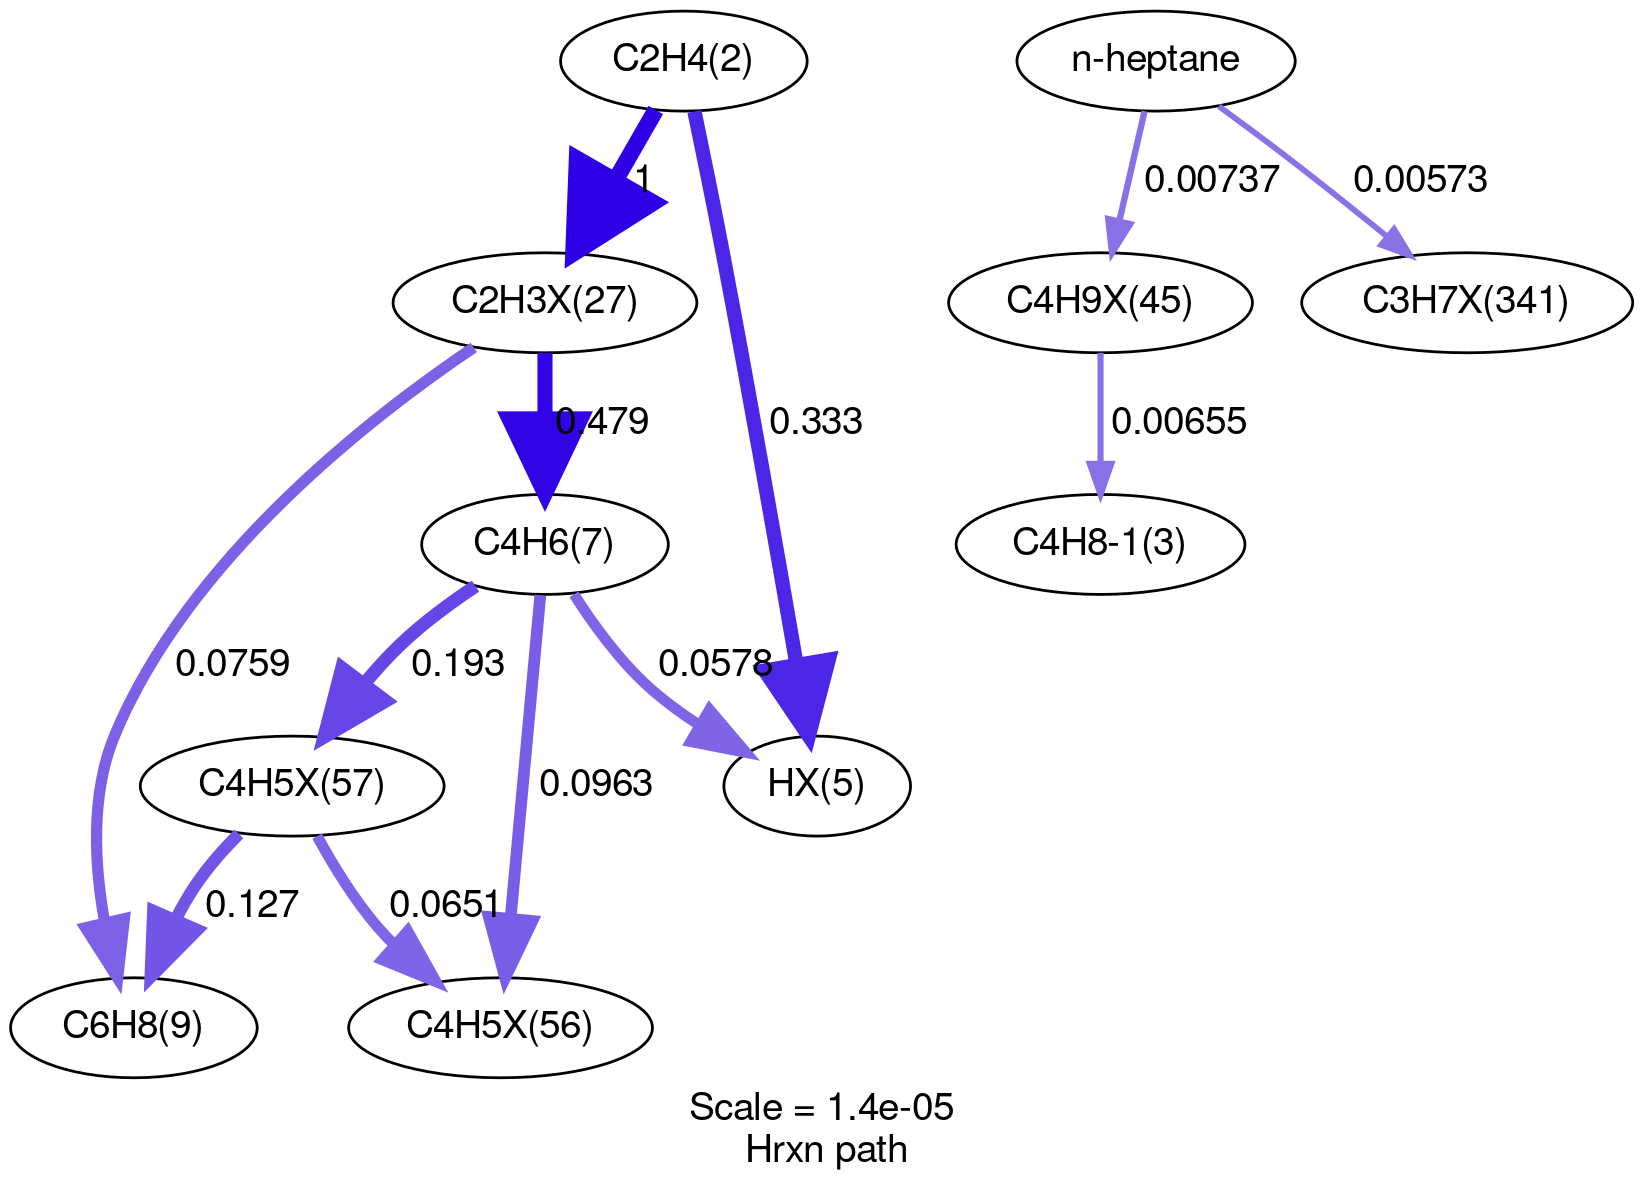 C2H4(2)
n-heptane
1
0.00737
0.00573
C2H3X(27)
C4H9X(45)
C3H7X(341)
0.479
0.333
0.00655
C4H6(7)
C4H8-1(3)
0.0759
0.193
0.0578
C4H5X(57)
0.0963
HX(5)
0.127
0.0651
C6H8(9)
C4H5X(56)
Scale = 1.4e-05
Hrxn path